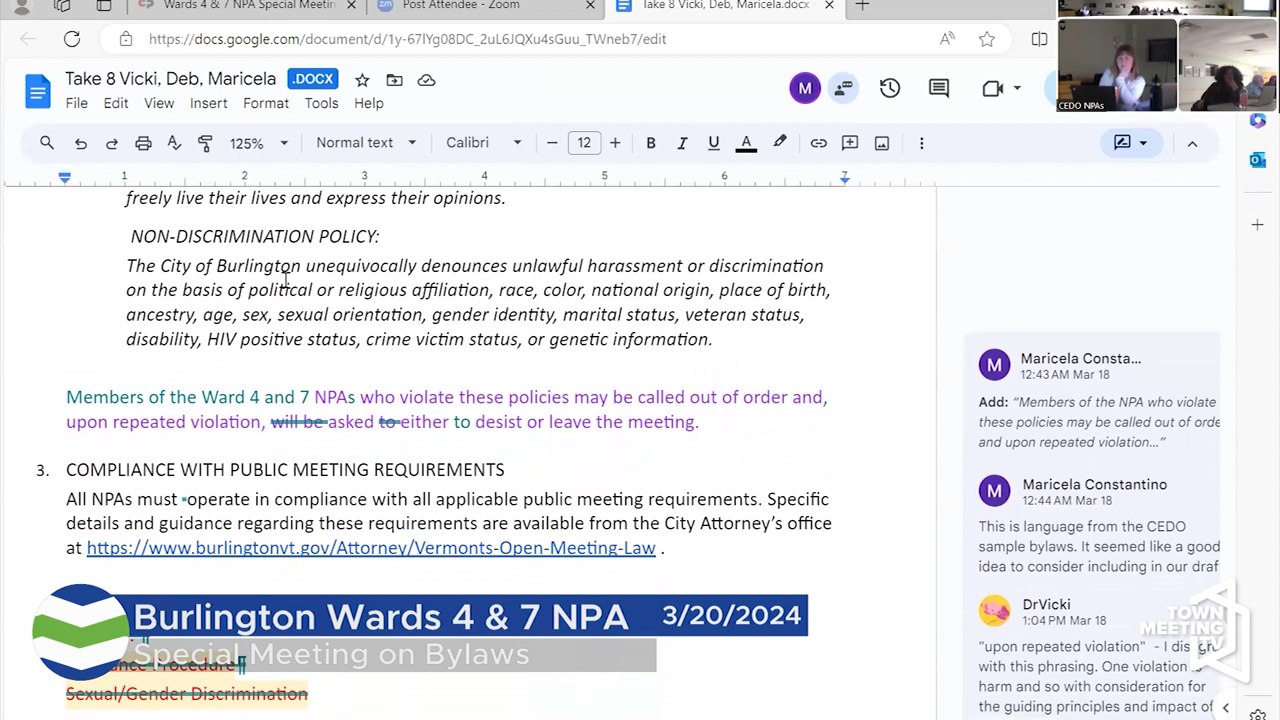 Wards 4 & 7 NPA Special Meetin
Post Attendee - Zoom
Take 8 Vicki, Deb, Maricela.docx
https://docs.google.com/document/d/1y-67lYg08DC_2uL6JQXu4sGuu_TWneb7/edit
Take 8 Vicki, Deb, Maricela .DOCX
File Edit View Insert Format Tools Help
M
CEDO NPAs
125% Normal text Calibri 12 B I U A
1 2 3 4 5 6 7
freely live their lives and express their opinions.
NON-DISCRIMINATION POLICY:
The City of Burlington unequivocally denounces unlawful harassment or discrimination
on the basis of political or religious affiliation, race, color, national origin, place of birth,
ancestry, age, sex, sexual orientation, gender identity, marital status, veteran status,
disability, HIV positive status, crime victim status, or genetic information.
Members of the Ward 4 and 7 NPAs who violate these policies may be called out of order and,
upon repeated violation, will be asked to either to desist or leave the meeting.
3. COMPLIANCE WITH PUBLIC MEETING REQUIREMENTS
All NPAs must operate in compliance with all applicable public meeting requirements. Specific
details and guidance regarding these requirements are available from the City Attorney's office
at https://www.burlingtonvt.gov/Attorney/Vermonts-Open-Meeting-Law .
Procedure¶
Sexual/Gender Discrimination
M
Maricela Consta...
12:43 AM Mar 18
Add: "Members of the NPA who violate
these policies may be called out of orde
and upon repeated violation..."
M
Maricela Constantino
12:44 AM Mar 18
This is language from the CEDO
sample bylaws. It seemed like a good
idea to consider including in our draf
DrVicki
1:04 PM Mar 18
"upon repeated violation" - I disagr
with this phrasing. One violation is
harm and so with consideration for
the guiding principles and impact of
Burlington Wards 4 & 7 NPA 3/20/2024
Special Meeting on Bylaws
TOWN
MEETING
TV